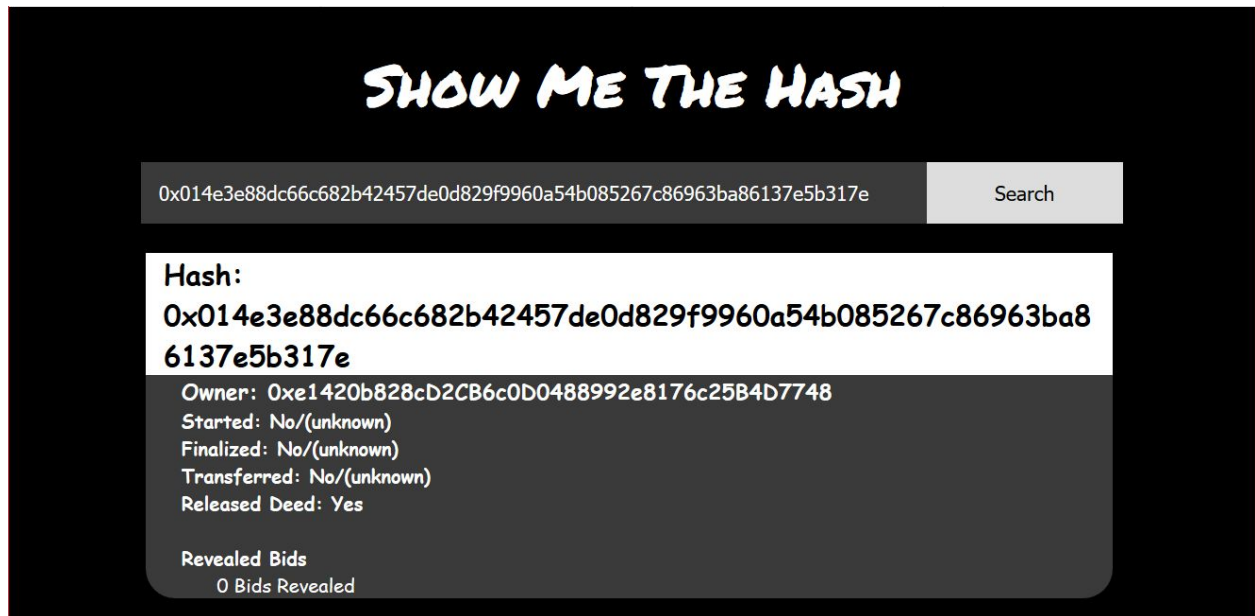 Show Me The Hash
0x014e3e88dc66c682b42457de0d829f9960a54b085267c86963ba86137e5b317e
Search
Hash:
0x014e3e88dc66c682b42457de0d829f9960a54b085267c86963ba8
6137e5b317e
Owner: 0xe1420b828cD2CB6c0D0488992e8176c25B4D7748
Started: No/(unknown)
Finalized: No/(unknown)
Transferred: No/(unknown)
Released Deed: Yes
Revealed Bids
0 Bids Revealed